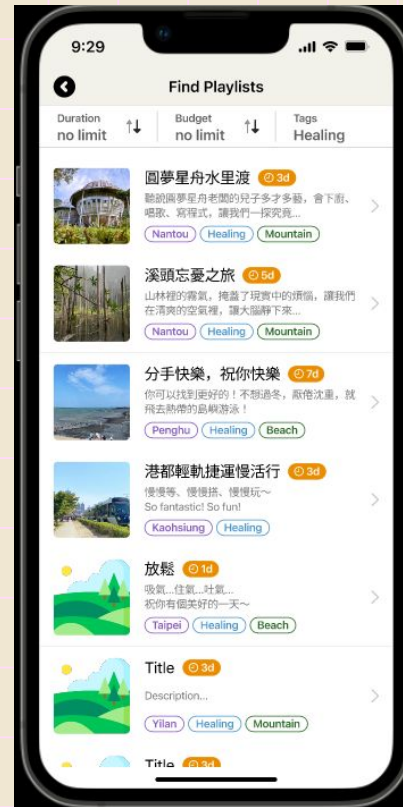 9:29
Find Playlists
Duration
no limit
Budget
no limit
Tags
Healing
圓夢星舟水里渡 3d
聽說圓夢星舟老闆的兒子多才多藝，會下廚、
唱歌、寫程式，讓我們一探究竟...
Nantou Healing Mountain
溪頭忘憂之旅 5d
山林裡的霧氣，掩蓋了現實中的煩惱，讓我們
在清爽的空氣裡，讓大腦靜下來...
Nantou Healing Mountain
分手快樂，祝你快樂 7d
你可以找到更好的！不想過冬，厭倦沈重，就
飛去熱帶的島嶼游泳！
Penghu Healing Beach
港都輕軌捷運慢活行 3d
慢慢等、慢慢搭、慢慢玩～
So fantastic! So fun!
Kaohsiung Healing
放鬆 1d
吸氣...住氣...吐氣...
祝你有個美好的一天～
Taipei Healing Beach
Title 3d
Description...
Yilan Healing Mountain
Title 3d